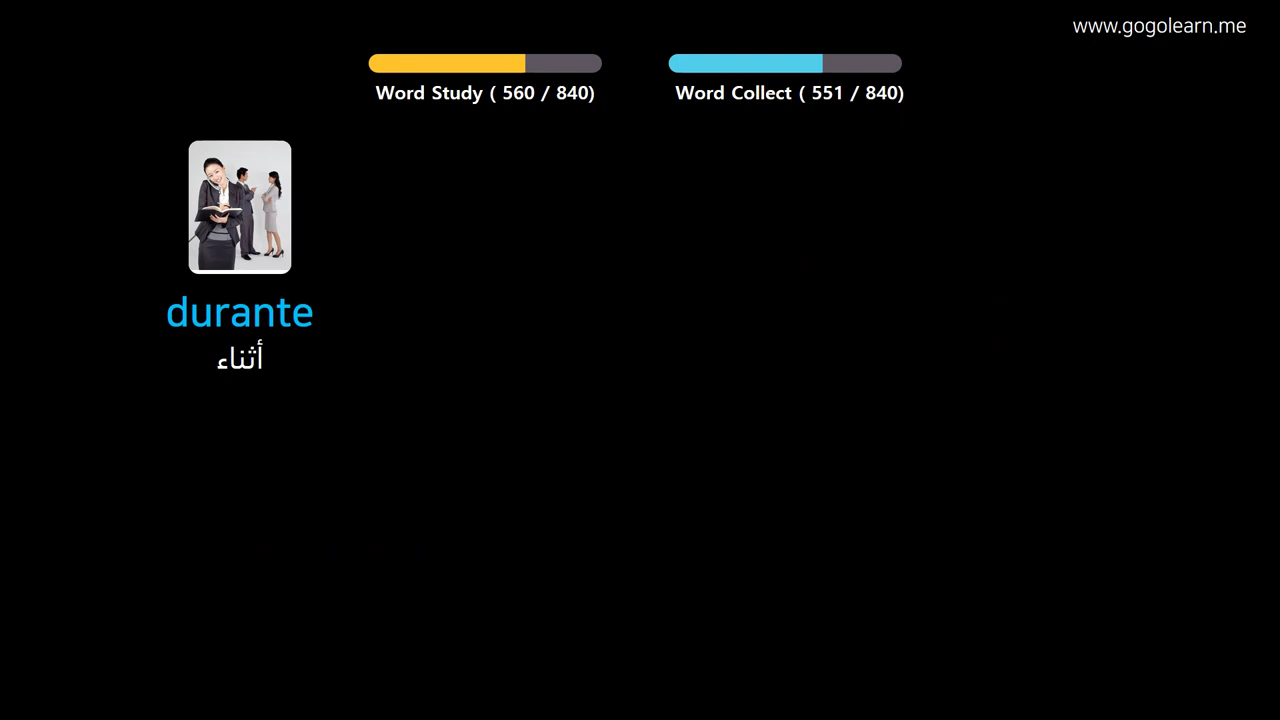 www.gogolearn.me
Word Study ( 560 / 840)
Word Collect ( 551 / 840)
durante
أثناء